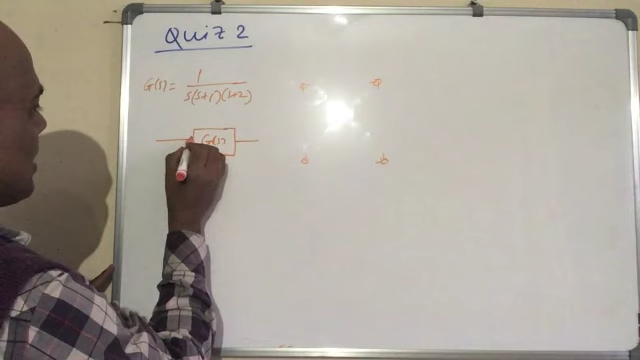 Quiz 2
G(s) = 1
s(s+1)(s+2)
G(s)